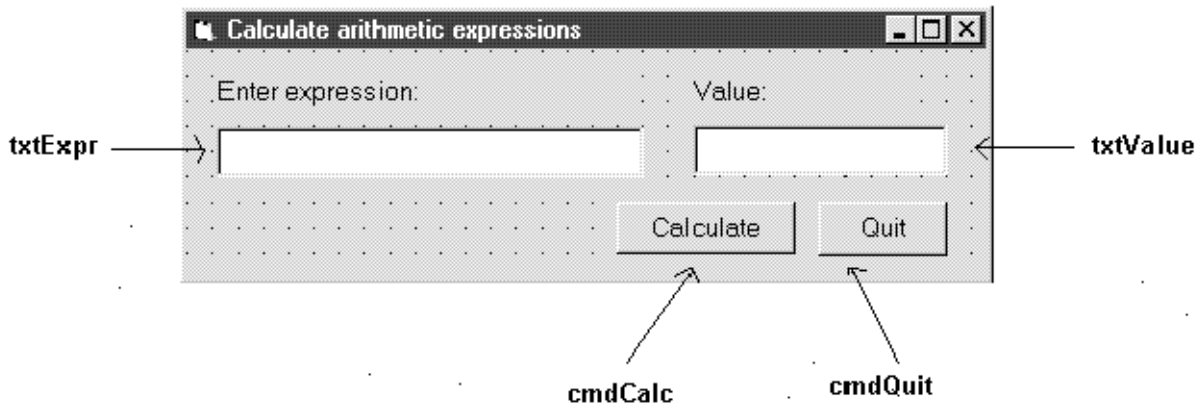 Calculate arithmetic expressions
Enter expression: Value:
txtExpr txtValue
Calculate Quit
cmdCalc cmdQuit